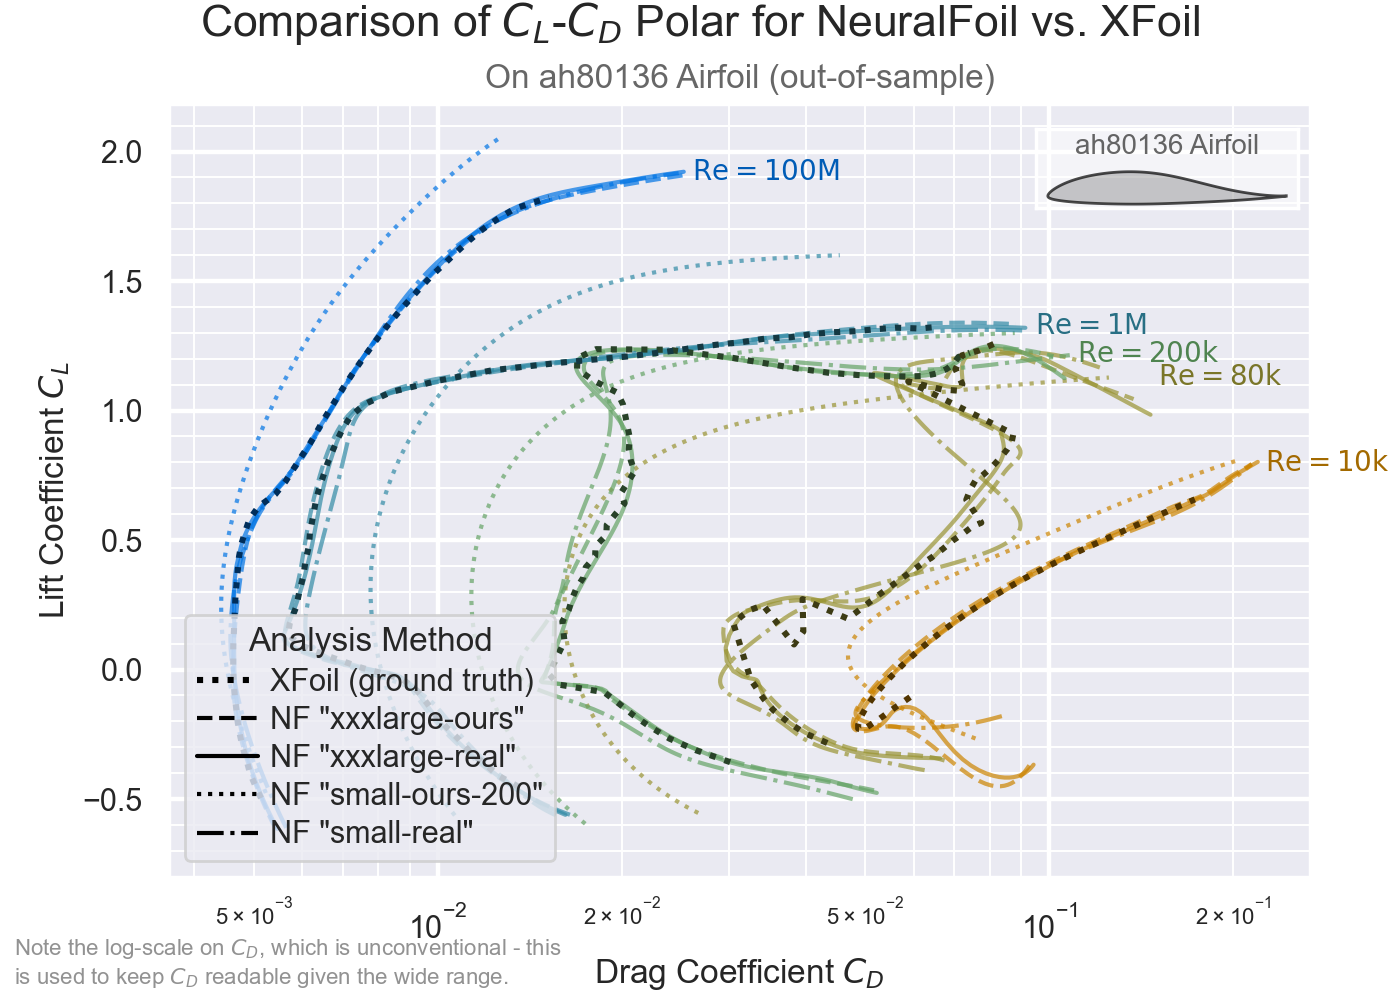 Comparison of C_L-C_D Polar for NeuralFoil vs. XFoil
On ah80136 Airfoil (out-of-sample)
ah80136 Airfoil
Re = 100M
Re = 1M
Re = 200k
Re = 80k
Re = 10k
Lift Coefficient C_L
2.0
1.5
1.0
0.5
0.0
−0.5
Analysis Method
XFoil (ground truth)
NF "xxxlarge-ours"
NF "xxxlarge-real"
NF "small-ours-200"
NF "small-real"
5 × 10⁻³
10⁻²
2 × 10⁻²
5 × 10⁻²
10⁻¹
2 × 10⁻¹
Note the log-scale on C_D, which is unconventional - this
is used to keep C_D readable given the wide range.
Drag Coefficient C_D